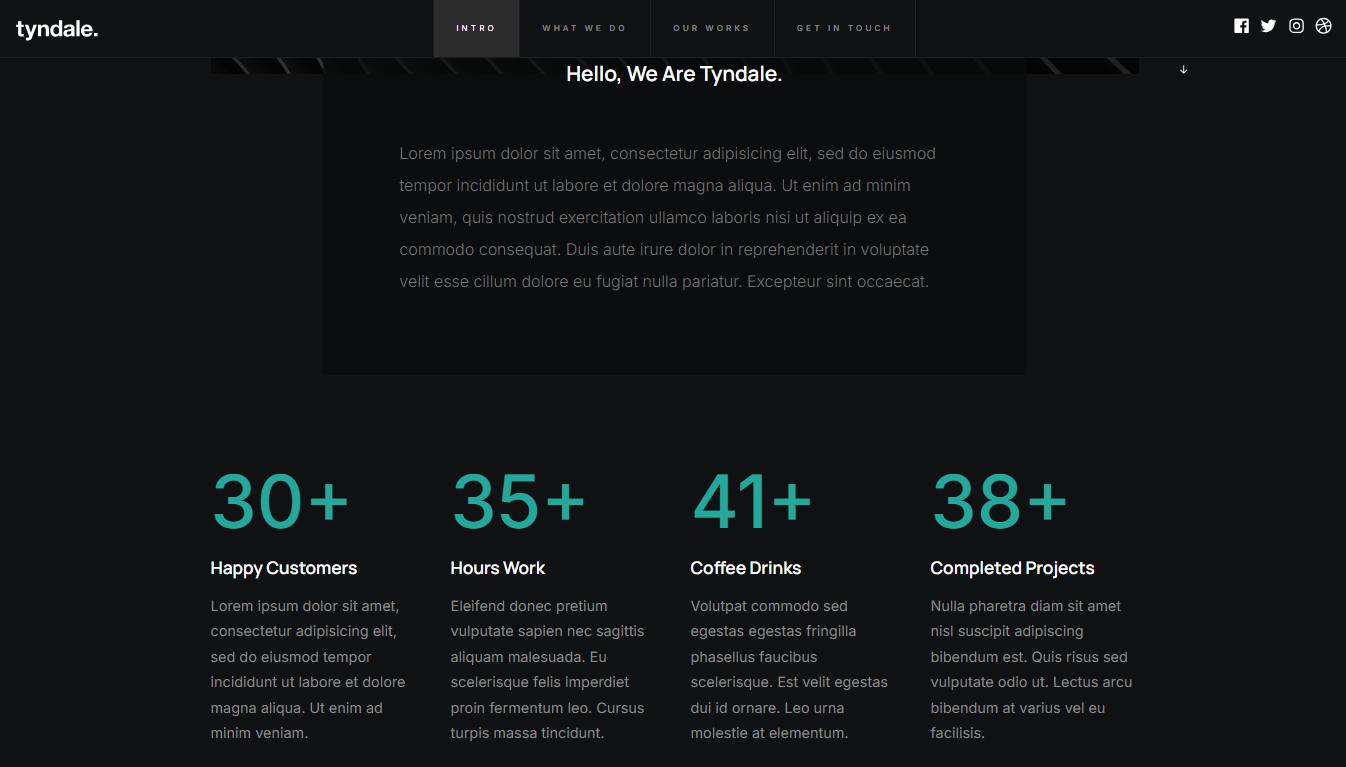 tyndale.
INTRO
WHAT WE DO
OUR WORKS
GET IN TOUCH
Hello, We Are Tyndale.
Lorem ipsum dolor sit amet, consectetur adipisicing elit, sed do eiusmod
tempor incididunt ut labore et dolore magna aliqua. Ut enim ad minim
veniam, quis nostrud exercitation ullamco laboris nisi ut aliquip ex ea
commodo consequat. Duis aute irure dolor in reprehenderit in voluptate
velit esse cillum dolore eu fugiat nulla pariatur. Excepteur sint occaecat.
30+
Happy Customers
Lorem ipsum dolor sit amet,
consectetur adipisicing elit,
sed do eiusmod tempor
incididunt ut labore et dolore
magna aliqua. Ut enim ad
minim veniam.
35+
Hours Work
Eleifend donec pretium
vulputate sapien nec sagittis
aliquam malesuada. Eu
scelerisque felis imperdiet
proin fermentum leo. Cursus
turpis massa tincidunt.
41+
Coffee Drinks
Volutpat commodo sed
egestas egestas fringilla
phasellus faucibus
scelerisque. Est velit egestas
dui id ornare. Leo urna
molestie at elementum.
38+
Completed Projects
Nulla pharetra diam sit amet
nisl suscipit adipiscing
bibendum est. Quis risus sed
vulputate odio ut. Lectus arcu
bibendum at varius vel eu
facilisis.